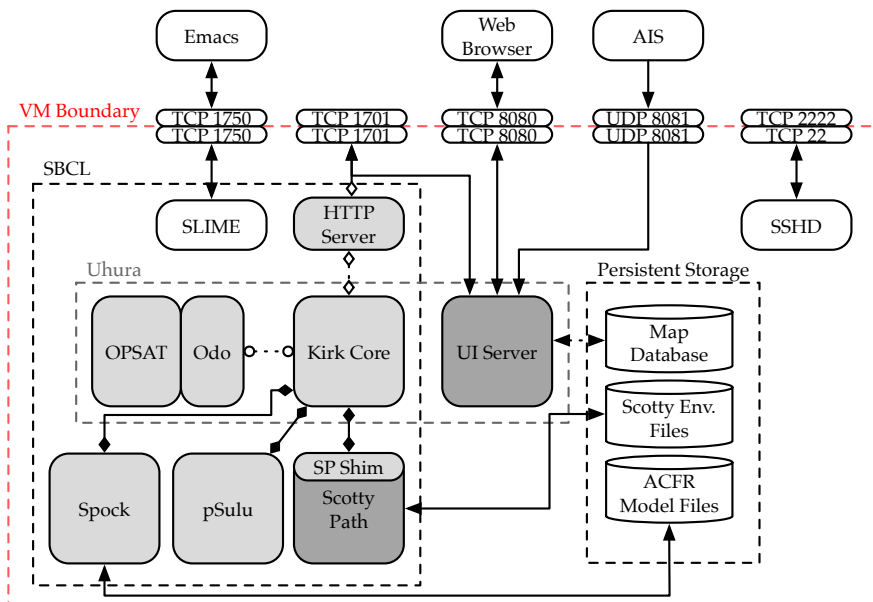 Emacs
Web
Browser
AIS
VM Boundary
TCP 1750
TCP 1701
TCP 8080
UDP 8081
TCP 2222
TCP 1750
TCP 1701
TCP 8080
UDP 8081
TCP 22
SBCL
SLIME
HTTP
Server
SSHD
Uhura
Persistent Storage
OPSAT
Odo
Kirk Core
UI Server
Map
Database
Scotty Env.
Files
Spock
pSulu
SP Shim
Scotty
Path
ACFR
Model Files